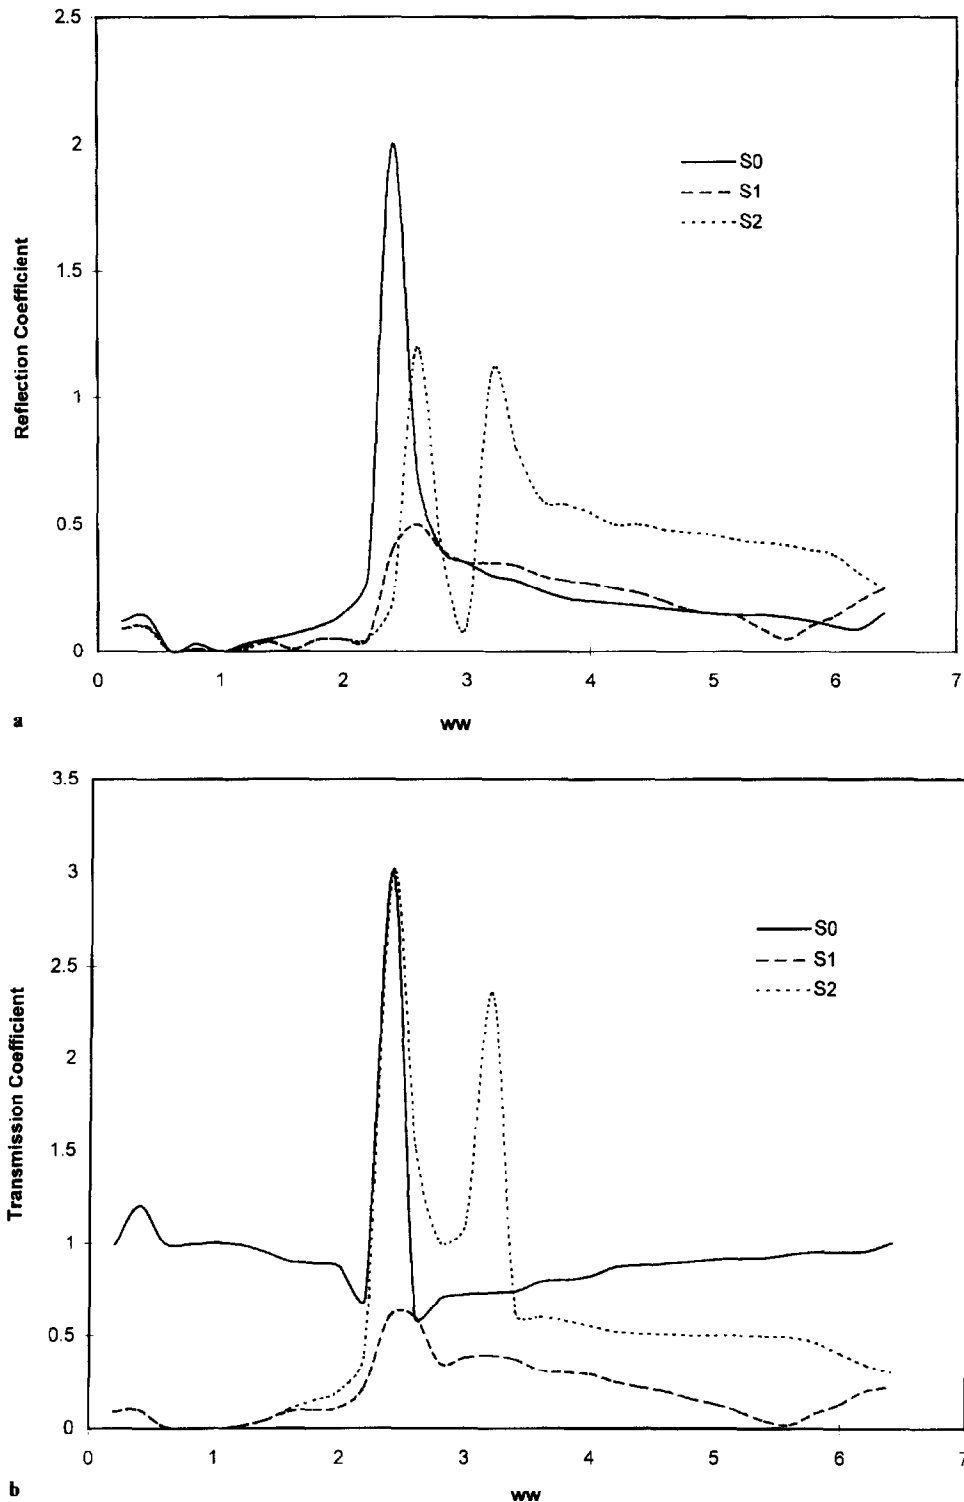 2.5
2
1.5
1
0.5
0
Reflection Coefficient
S0
S1
S2
0 1 2 3 4 5 6 7
ww
a
3.5
3
2.5
2
1.5
1
0.5
0
Transmission Coefficient
S0
S1
S2
0 1 2 3 4 5 6 7
ww
b